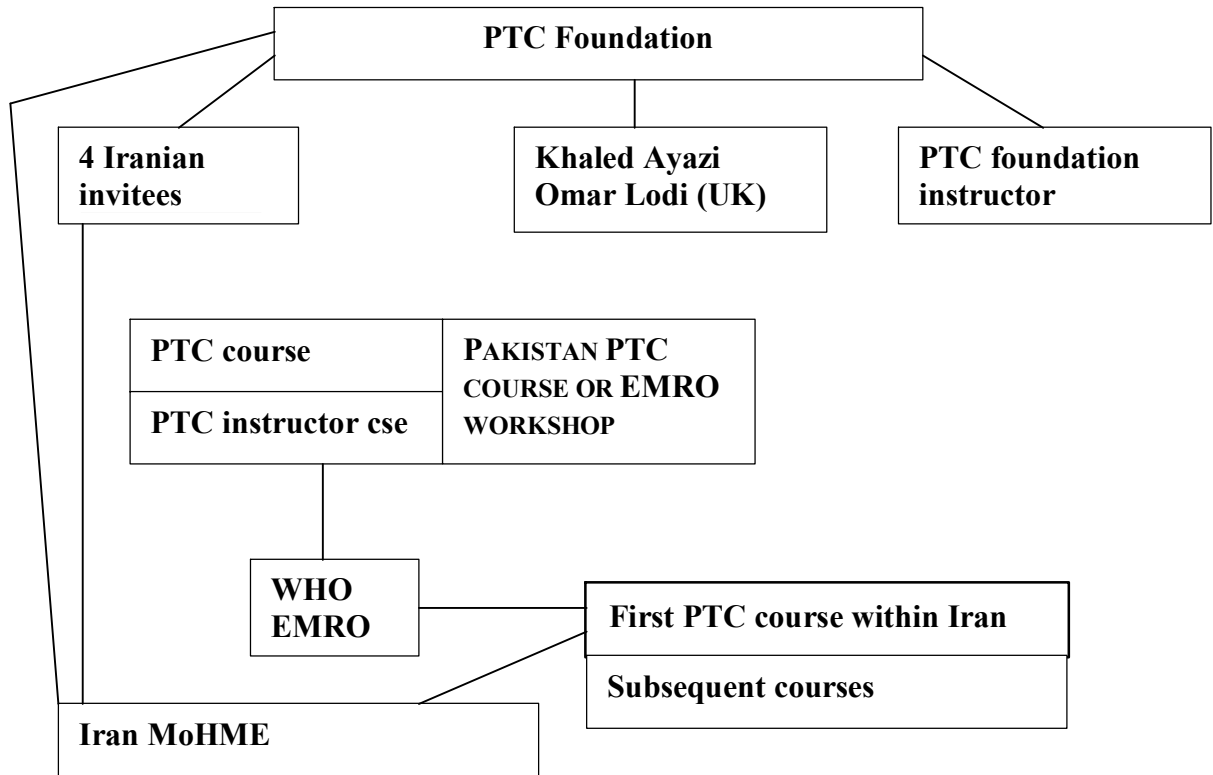 PTC Foundation
4 Iranian
invitees
Khaled Ayazi
Omar Lodi (UK)
PTC foundation
instructor
PTC course
PTC instructor cse
PAKISTAN PTC
COURSE OR EMRO
WORKSHOP
WHO
EMRO
First PTC course within Iran
Subsequent courses
Iran MoHME